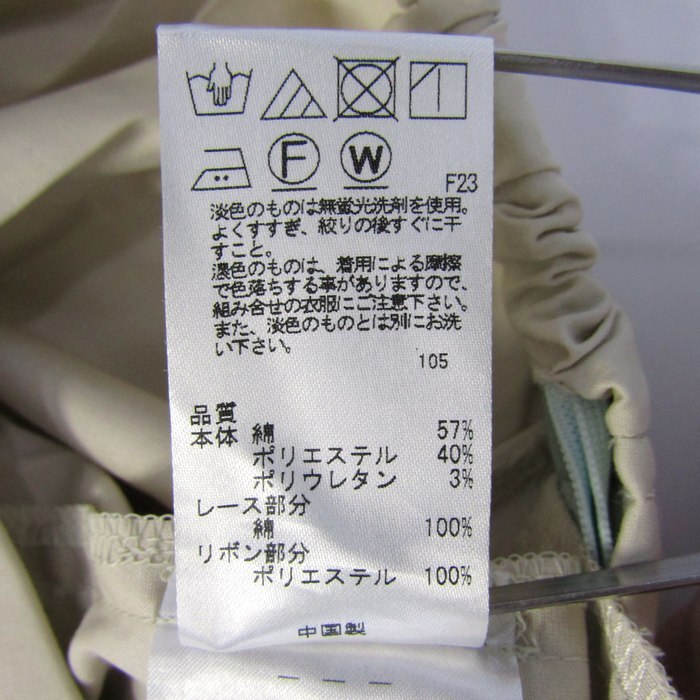 F W
F23
淡色のものは無蛍光洗剤を使用。
よくすすぎ、絞りの後すぐに干
すこと。
濃色のものは、着用による摩擦
で色落ちする事がありますので、
組み合せの衣服にご注意下さい。
また、淡色のものとは別にお洗
い下さい。
105
品質
本体 綿 57%
ポリエステル 40%
ポリウレタン 3%
レース部分
綿 100%
リボン部分
ポリエステル 100%
中国製